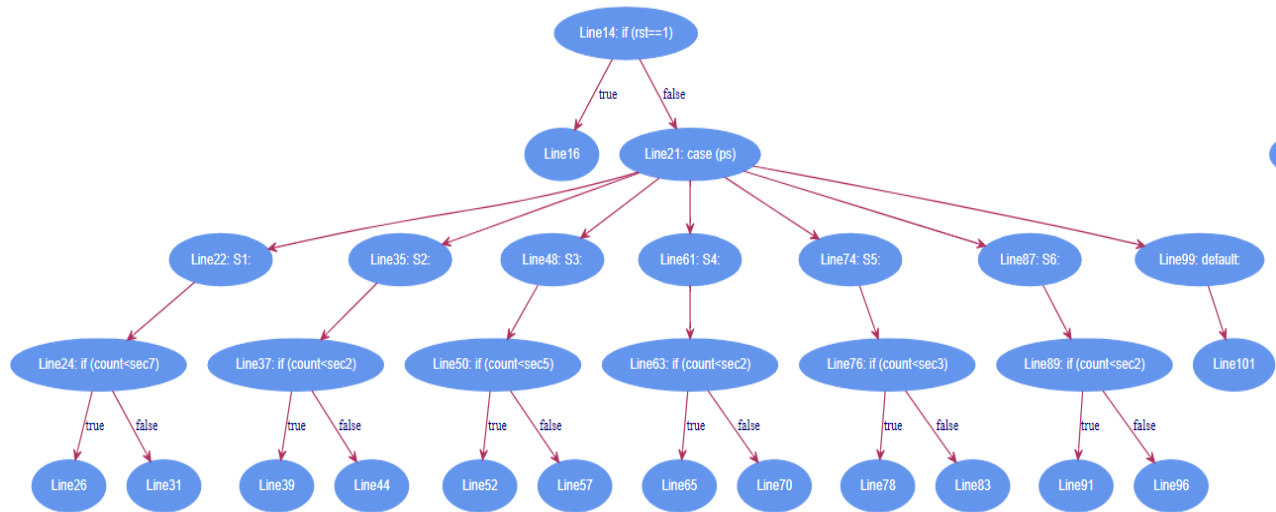 Line14: if (rst==1)
true
false
Line16
Line21: case (ps)
Line22: S1:
Line35: S2:
Line48: S3:
Line61: S4:
Line74: S5:
Line87: S6:
Line99: default:
Line24: if (count<sec7)
Line37: if (count<sec2)
Line50: if (count<sec5)
Line63: if (count<sec2)
Line76: if (count<sec3)
Line89: if (count<sec2)
Line101
true
false
true
false
true
false
true
false
true
false
true
false
Line26
Line31
Line39
Line44
Line52
Line57
Line65
Line70
Line78
Line83
Line91
Line96